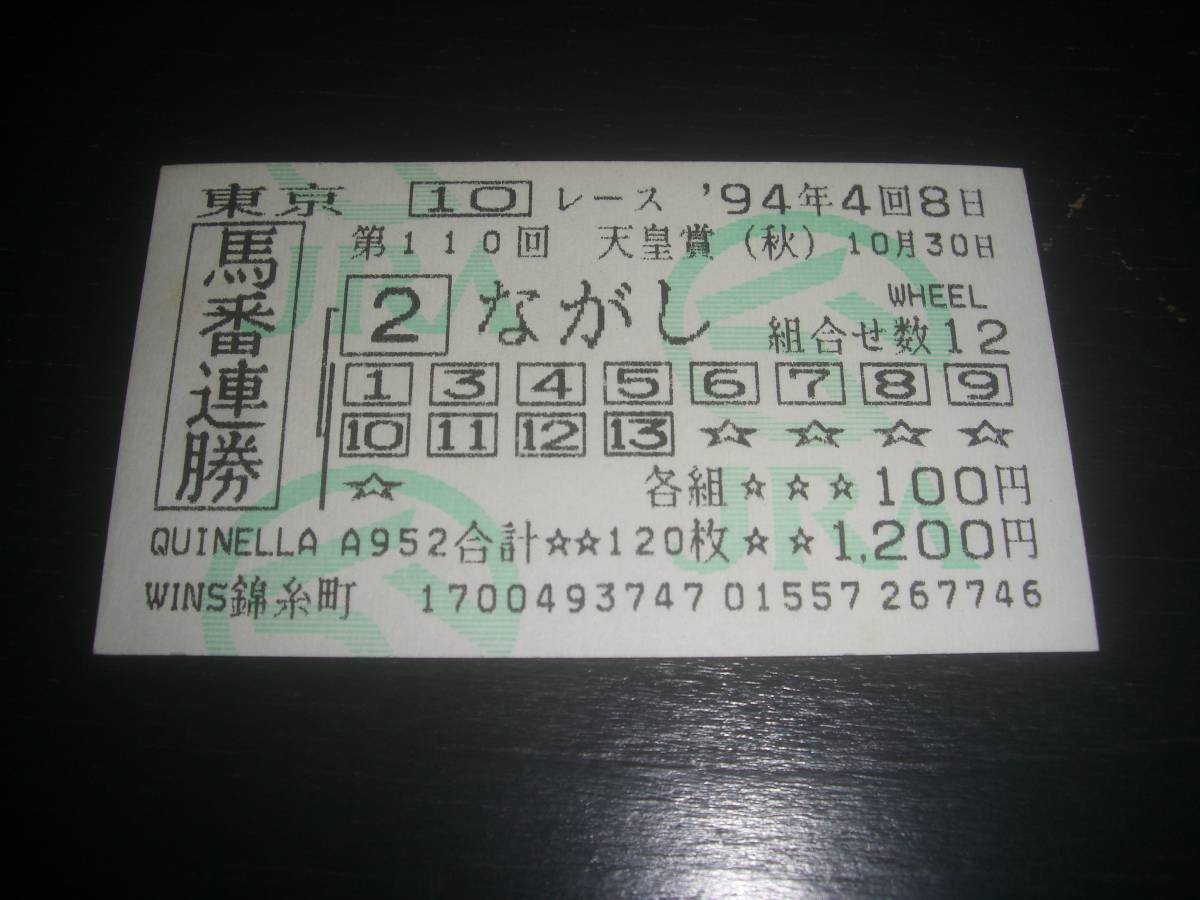 東京 10 レース '94年4回8日
第110回 天皇賞(秋) 10月30日
馬番連勝
2 ながし WHEEL
組合せ数12
1 3 4 5 6 7 8 9
10 11 12 13 ☆ ☆ ☆ ☆
☆ 各組☆☆☆100円
QUINELLA A952合計☆☆120枚☆☆1,200円
WINS錦糸町 1700493747 01557 267746
JRA
JRA